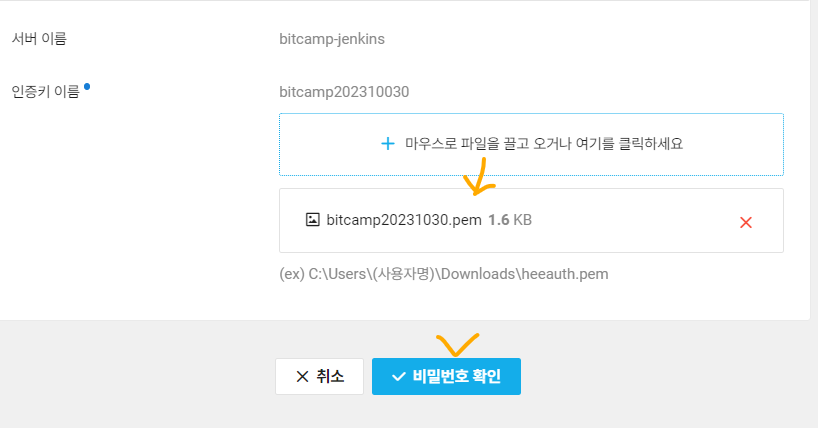 서버 이름 bitcamp-jenkins
인증키 이름 bitcamp202310030
마우스로 파일을 끌고 오거나 여기를 클릭하세요
bitcamp20231030.pem 1.6 KB
(ex) C:\Users\(사용자명)\Downloads\heeauth.pem
취소 비밀번호 확인